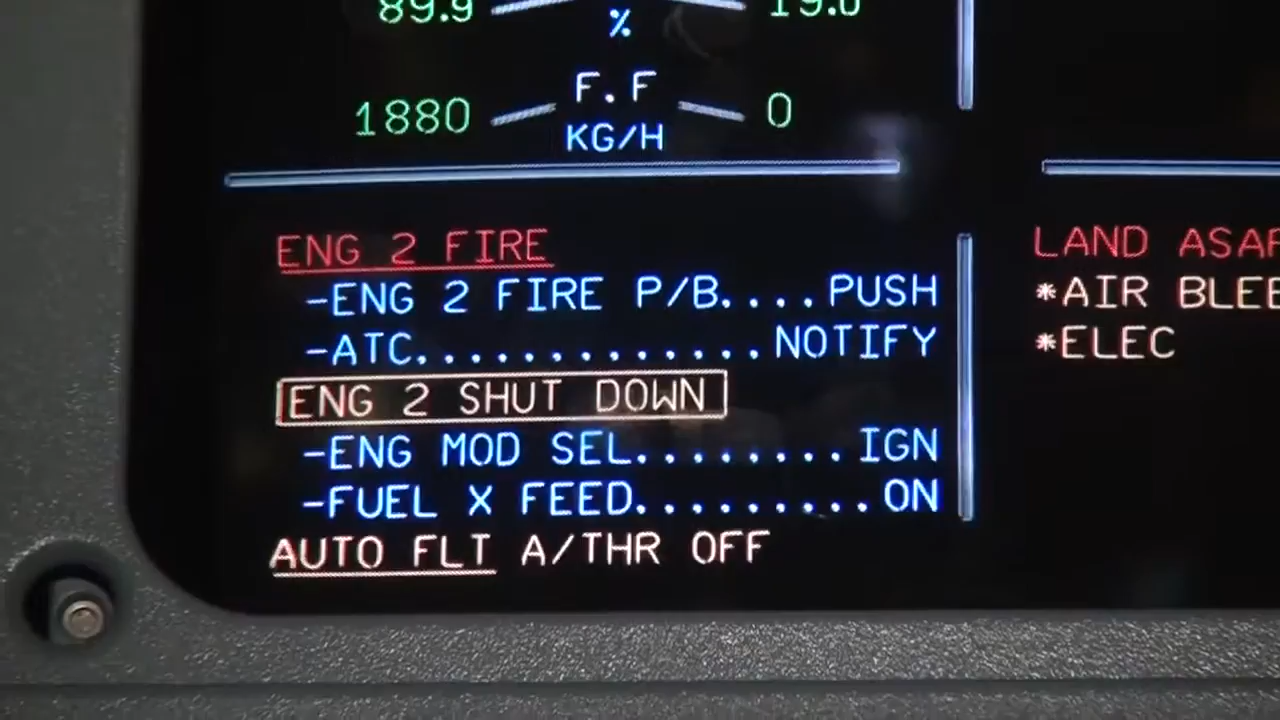 89.9 % 19.0
F.F
1880 0
KG/H
ENG 2 FIRE
-ENG 2 FIRE P/B....PUSH
-ATC.............NOTIFY
ENG 2 SHUT DOWN
-ENG MOD SEL.........IGN
-FUEL X FEED..........ON
AUTO FLT A/THR OFF
LAND ASAP
*AIR BLEE
*ELEC